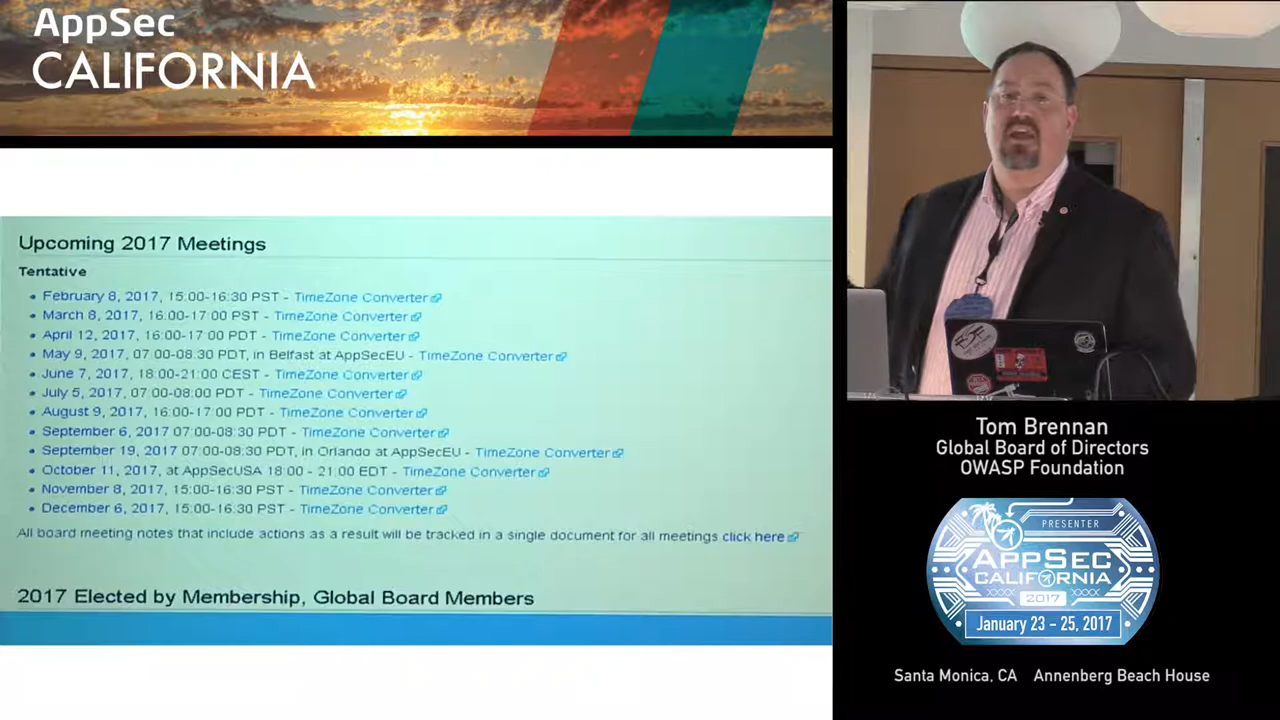 AppSec
CALIFORNIA
Upcoming 2017 Meetings
Tentative
February 8, 2017, 15:00-16:30 PST - TimeZone Converter
March 8, 2017, 16:00-17:00 PST - TimeZone Converter
April 12, 2017, 16:00-17:00 PDT - TimeZone Converter
May 9, 2017, 07:00-08:30 PDT, in Belfast at AppSecEU - TimeZone Converter
June 7, 2017, 18:00-21:00 CEST - TimeZone Converter
July 5, 2017, 07:00-08:00 PDT - TimeZone Converter
August 9, 2017, 16:00-17:00 PDT - TimeZone Converter
September 6, 2017 07:00-08:30 PDT - TimeZone Converter
September 19, 2017 07:00-08:30 PDT, in Orlando at AppSecEU - TimeZone Converter
October 11, 2017, at AppSecUSA 18:00 - 21:00 EDT - TimeZone Converter
November 8, 2017, 15:00-16:30 PST - TimeZone Converter
December 6, 2017, 15:00-16:30 PST - TimeZone Converter
All board meeting notes that include actions as a result will be tracked in a single document for all meetings click here
2017 Elected by Membership, Global Board Members
Tom Brennan
Global Board of Directors
OWASP Foundation
PRESENTER
APPSEC
CALIFORNIA
2017
January 23 - 25, 2017
Santa Monica, CA Annenberg Beach House